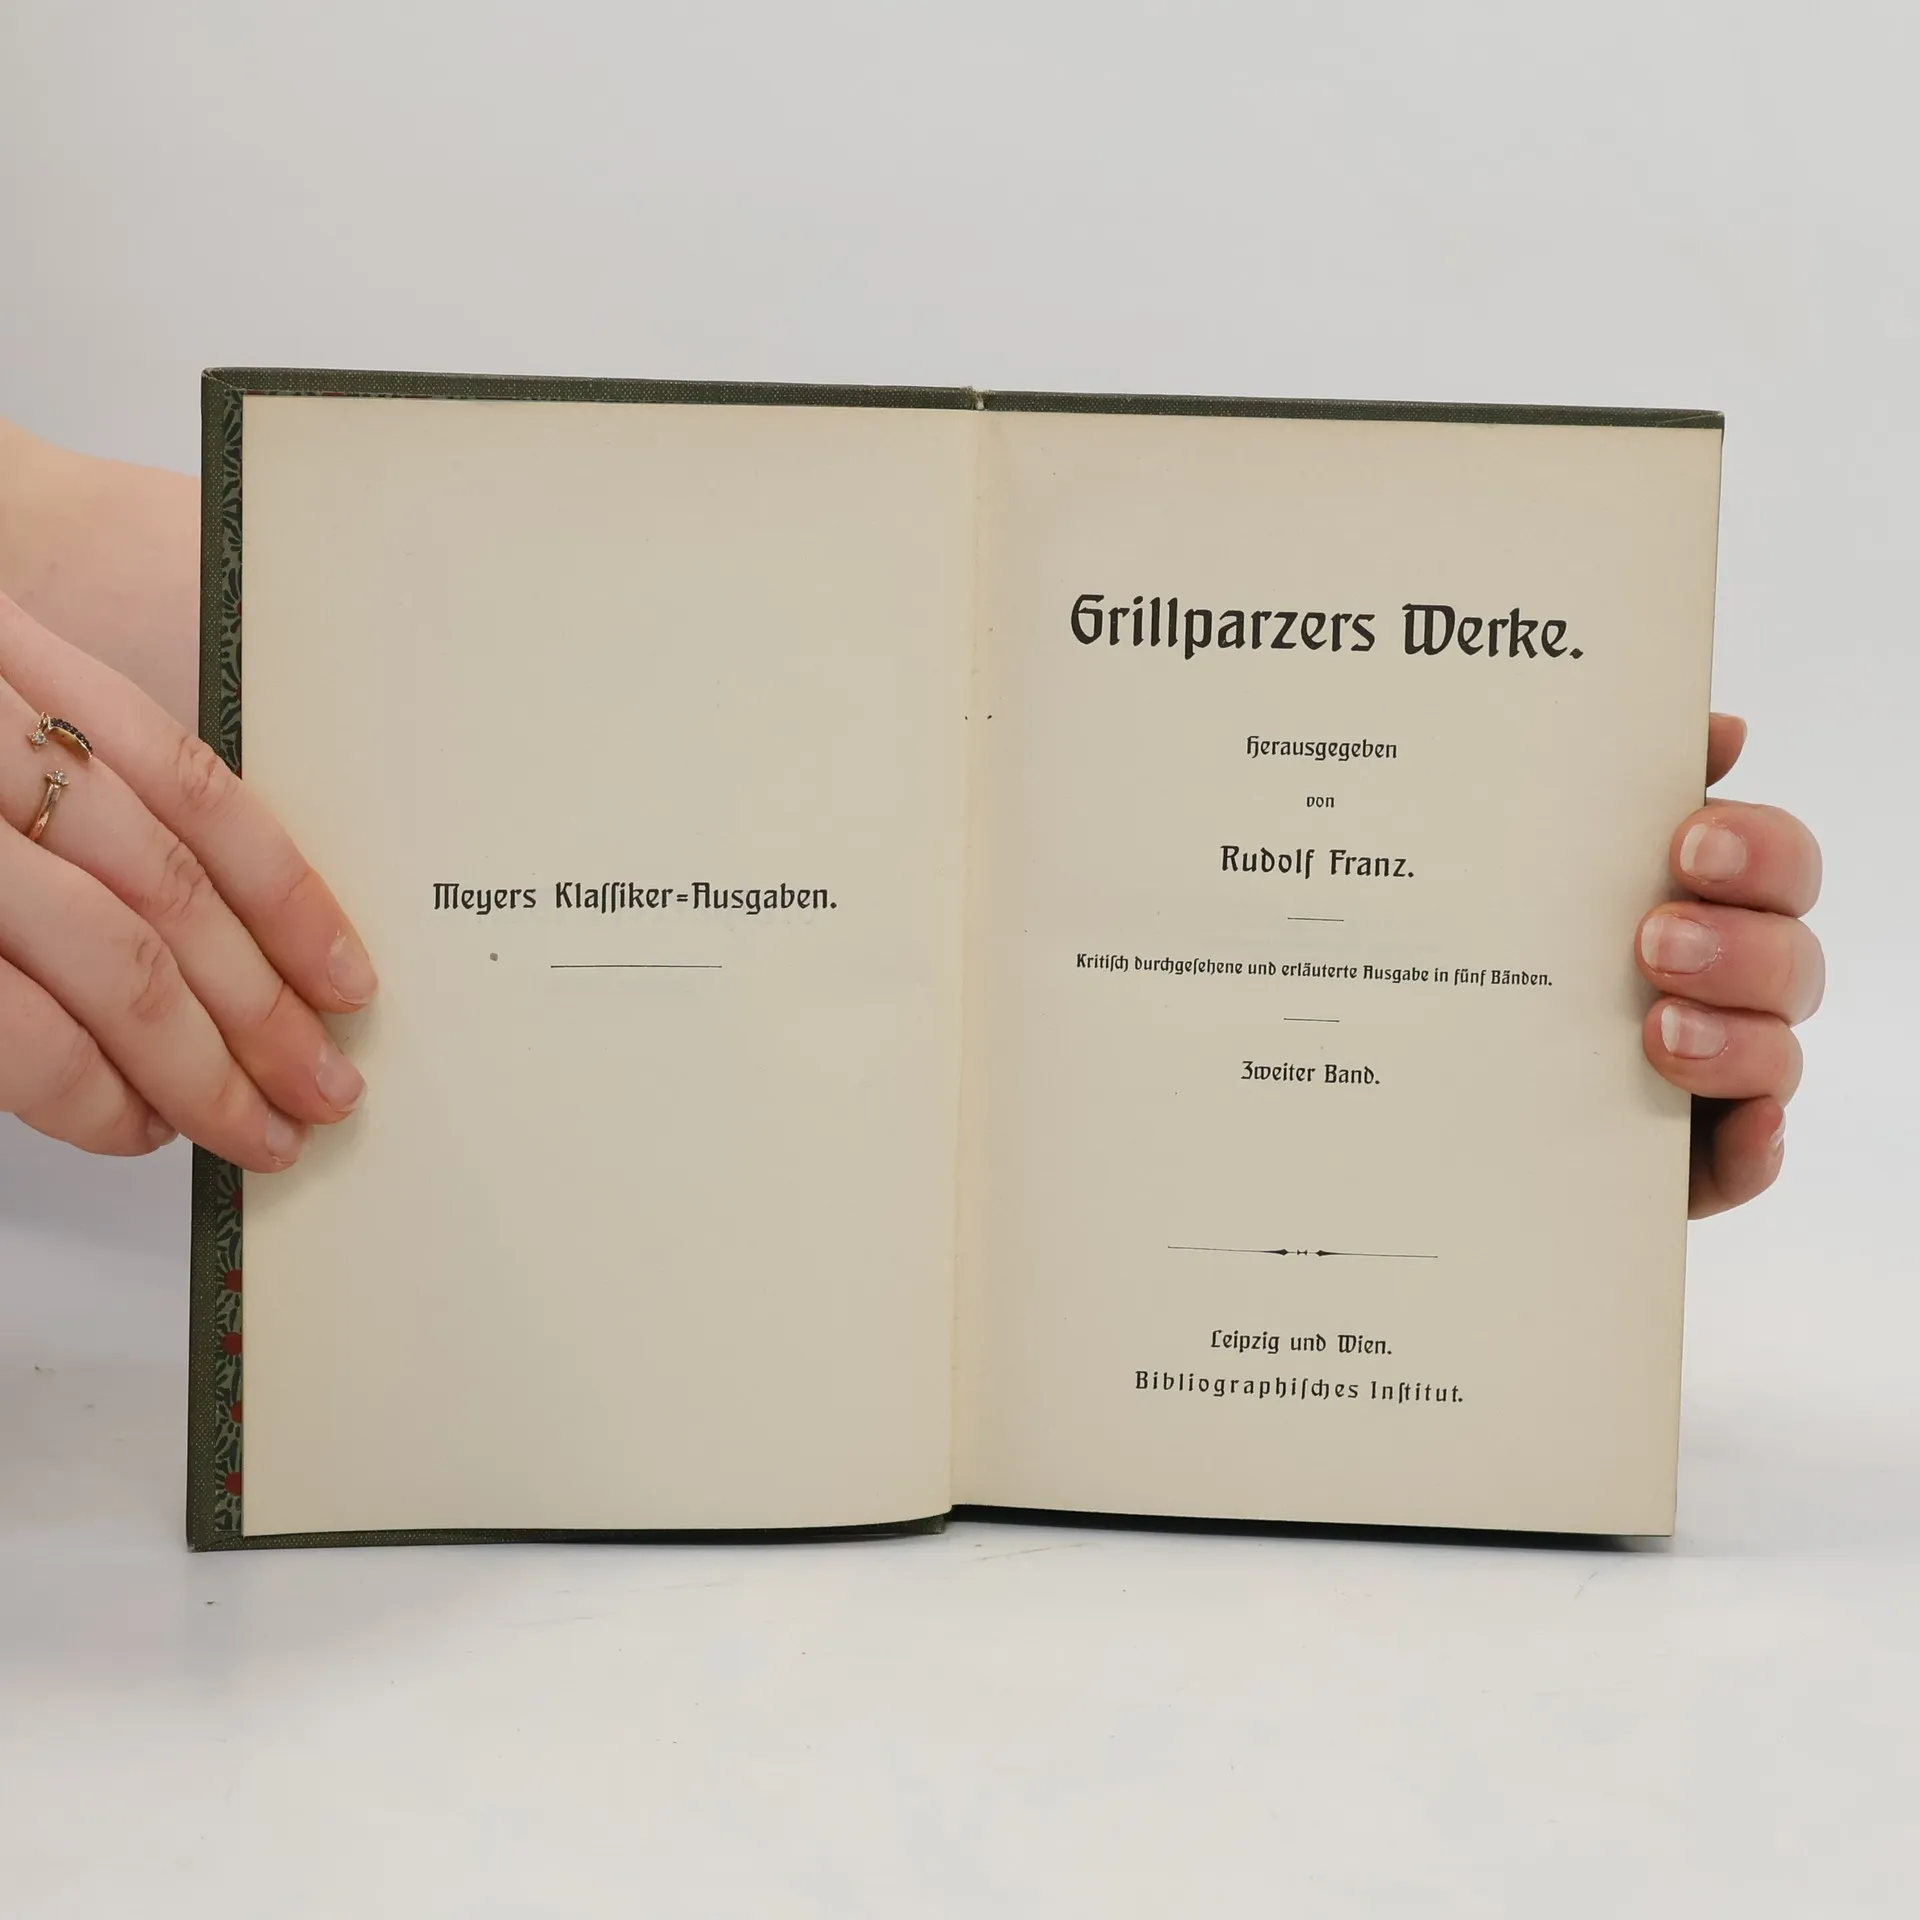 Meyers Klaſſiker=Ausgaben.
Grillparzers Werke.
Herausgegeben
von
Rudolf Franz.
Kritiſch durchgeſehene und erläuterte Ausgabe in fünf Bänden.
Zweiter Band.
Leipzig und Wien.
Bibliographiſches Inſtitut.